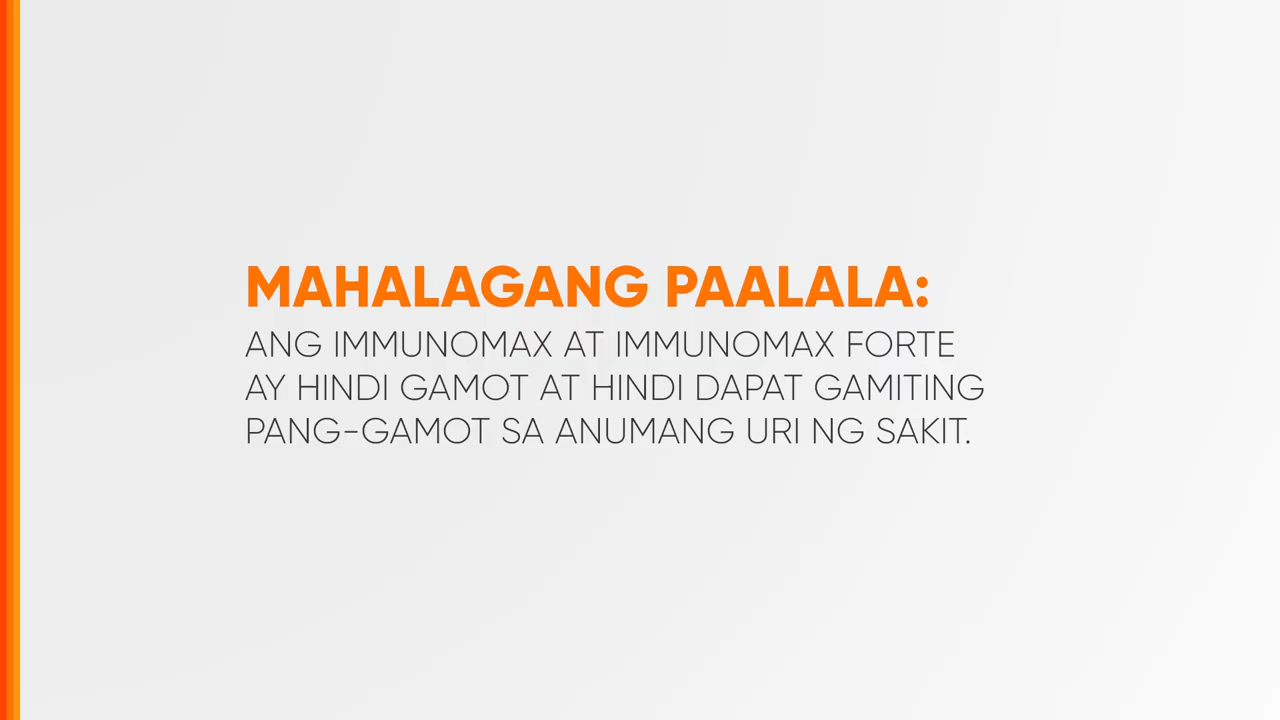 MAHALAGANG PAALALA:
ANG IMMUNOMAX AT IMMUNOMAX FORTE
AY HINDI GAMOT AT HINDI DAPAT GAMITING
PANG-GAMOT SA ANUMANG URI NG SAKIT.